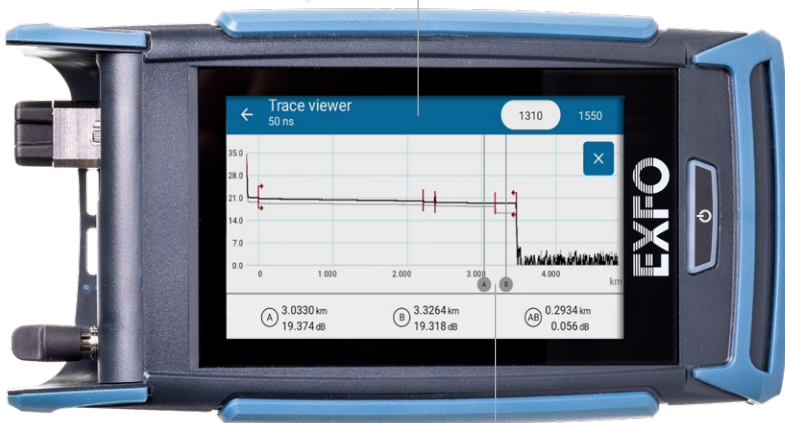 Trace viewer
50 ns
1310
1550
35.0
28.0
21.0
14.0
7.0
0.0
0
1.000
2.000
3.000
4.000
km
A
B
A
3.0330 km
19.374 dB
B
3.3264 km
19.318 dB
AB
0.2934 km
0.056 dB
EXFO